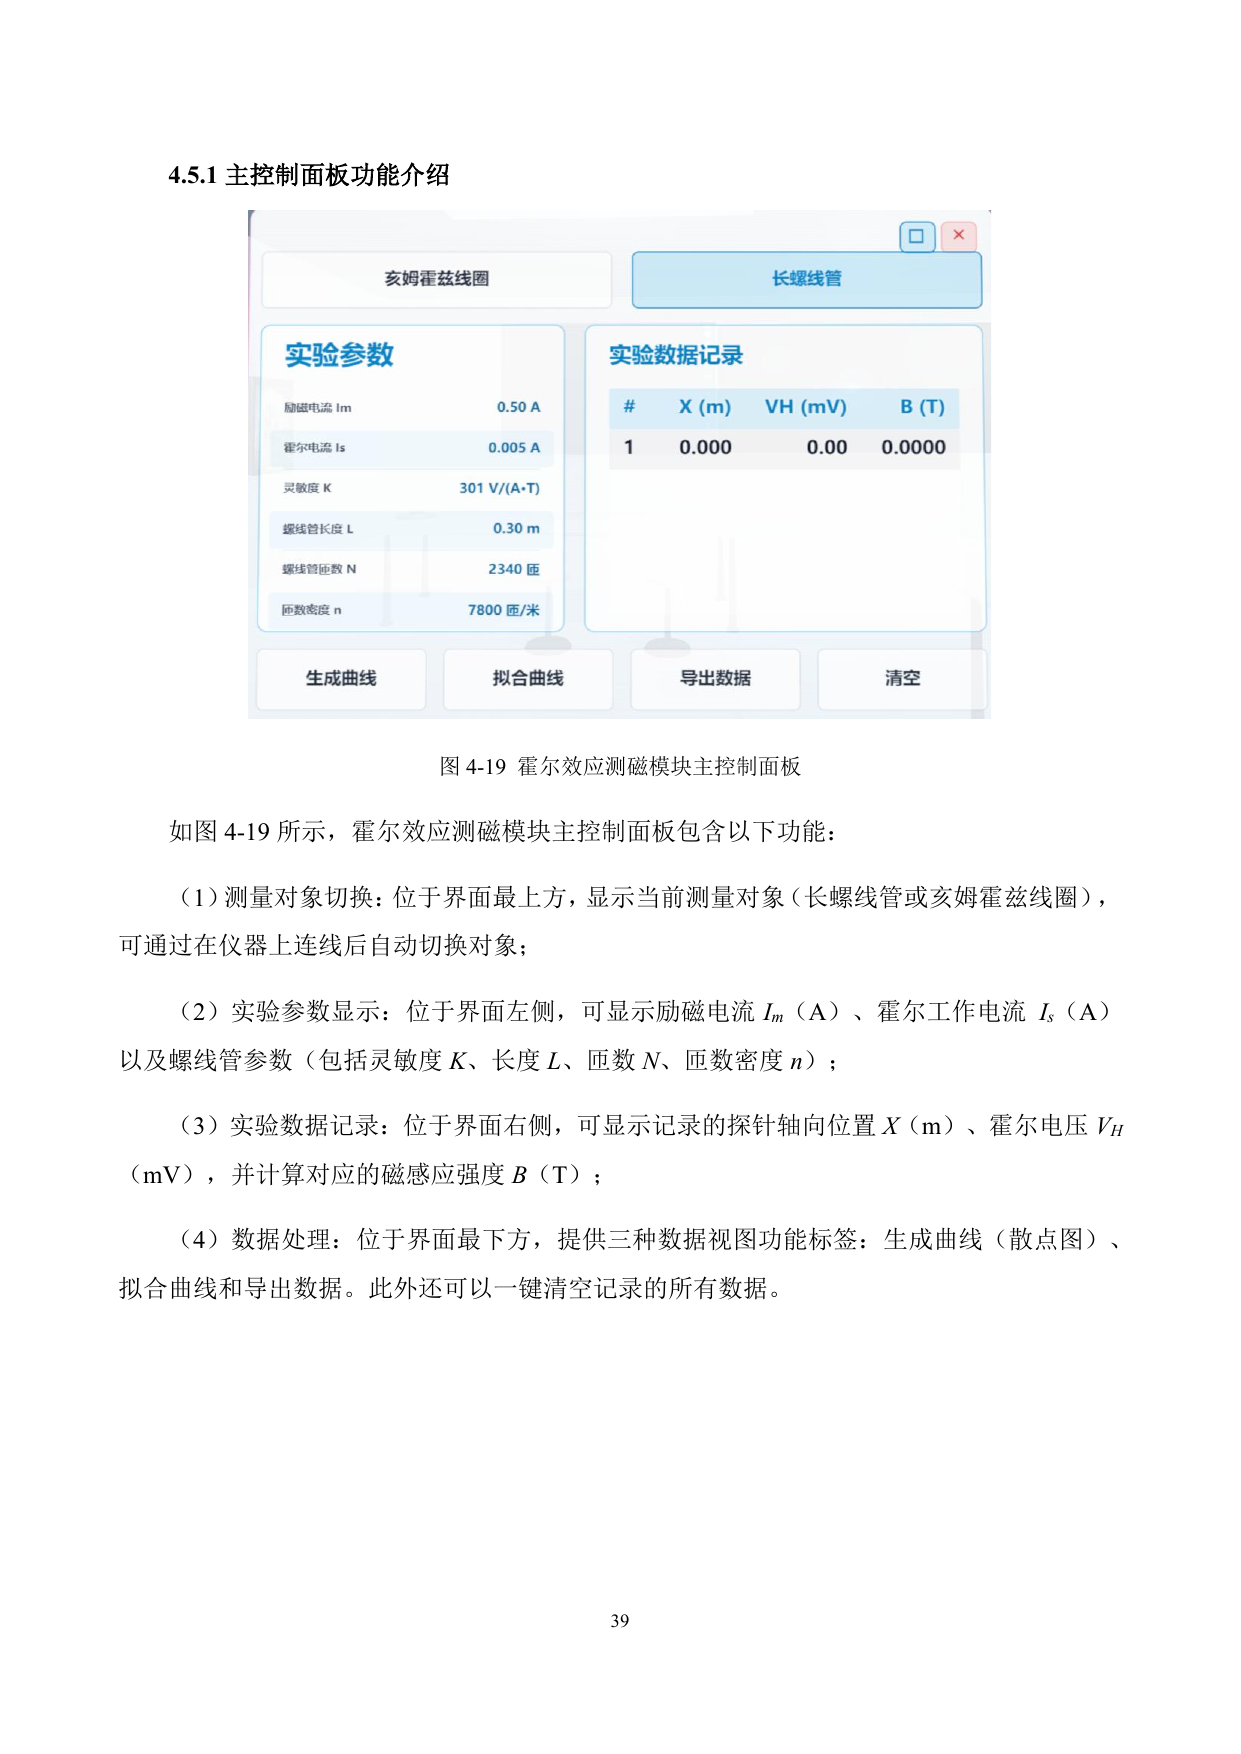 4.5.1 主控制面板功能介绍
亥姆霍兹线圈
长螺线管
实验参数
励磁电流 Im 0.50 A
霍尔电流 Is 0.005 A
灵敏度 K 301 V/(A•T)
螺线管长度 L 0.30 m
螺线管匝数 N 2340 匝
匝数密度 n 7800 匝/米
实验数据记录
# X (m) VH (mV) B (T)
1 0.000 0.00 0.0000
生成曲线
拟合曲线
导出数据
清空
图 4-19 霍尔效应测磁模块主控制面板
如图 4-19 所示，霍尔效应测磁模块主控制面板包含以下功能：
（1）测量对象切换：位于界面最上方，显示当前测量对象（长螺线管或亥姆霍兹线圈），
可通过在仪器上连线后自动切换对象；
（2）实验参数显示：位于界面左侧，可显示励磁电流 Im（A）、霍尔工作电流 Is（A）
以及螺线管参数（包括灵敏度 K、长度 L、匝数 N、匝数密度 n）；
（3）实验数据记录：位于界面右侧，可显示记录的探针轴向位置 X（m）、霍尔电压 VH
（mV），并计算对应的磁感应强度 B（T）；
（4）数据处理：位于界面最下方，提供三种数据视图功能标签：生成曲线（散点图）、
拟合曲线和导出数据。此外还可以一键清空记录的所有数据。
39